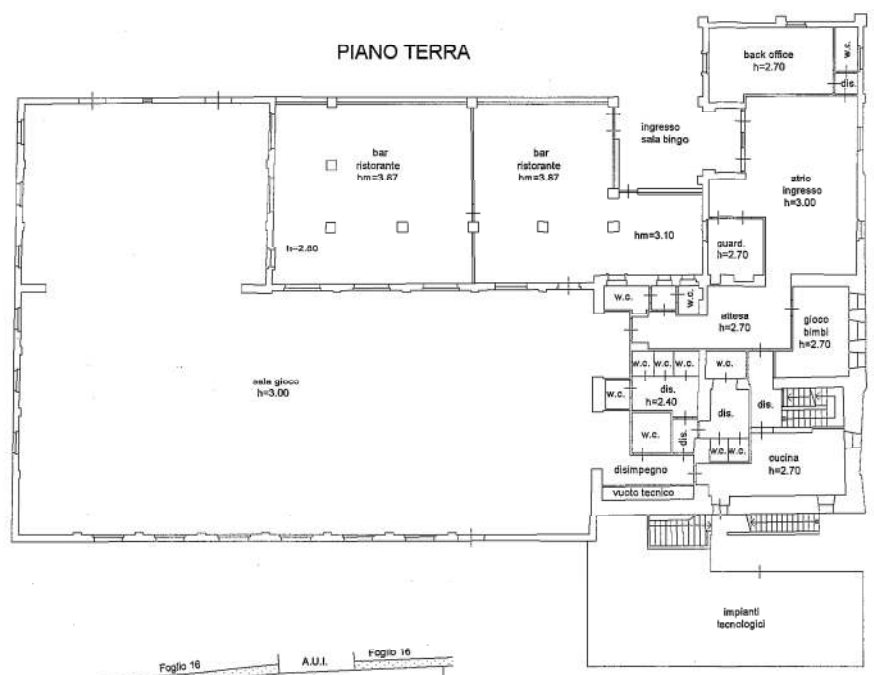 PIANO TERRA
back office
h=2.70
w.c.
dis.
ingresso
sala bingo
bar
ristorante
hm=3.87
bar
ristorante
hm=3.87
atrio
ingresso
h=3.00
h=2.80
hm=3.10
guard.
h=2.70
w.c.
w.c.
attesa
h=2.70
gioco
bimbi
h=2.70
sala gioco
h=3.00
w.c.
w.c.
w.c.
w.c.
w.c.
dis.
h=2.40
dis.
dis.
w.c.
dis.
w.c.
w.c.
cucina
h=2.70
disimpegno
vuoto tecnico
impianti
tecnologici
Foglio 16
A.U.I.
Foglio 16